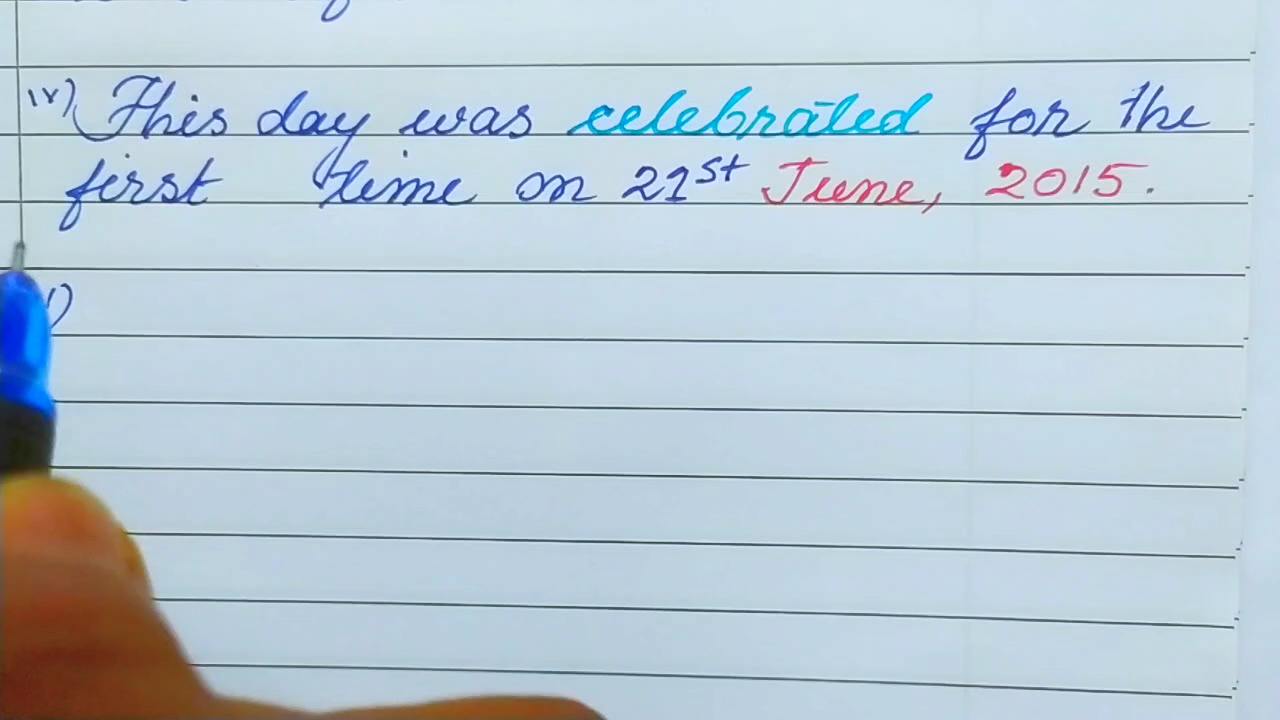 iv) This day was celebrated for the
first time on 21st June, 2015.